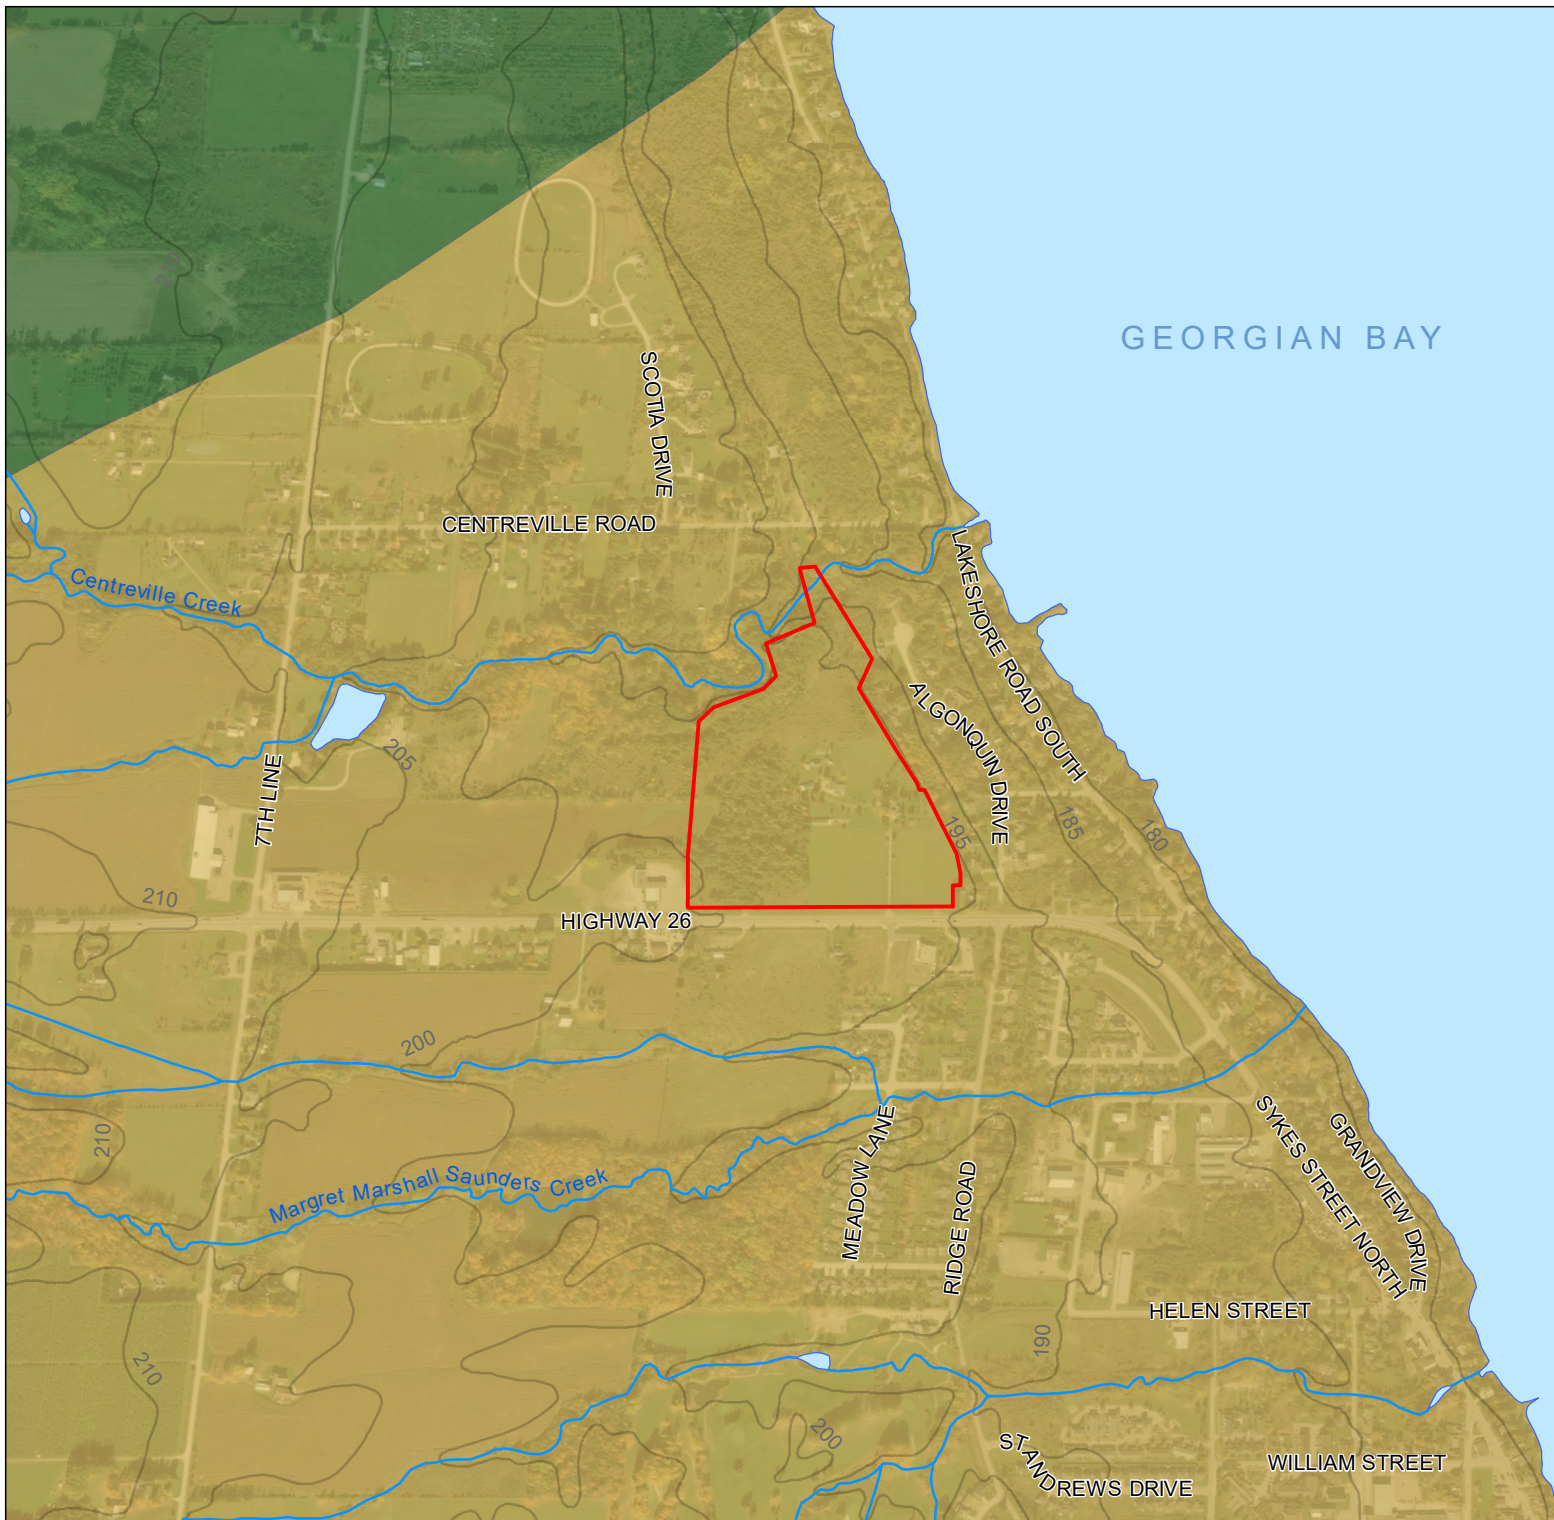 GEORGIAN BAY
SCOTIA DRIVE
CENTREVILLE ROAD
Centreville Creek
LAKESHORE ROAD SOUTH
ALGONQUIN DRIVE
205
7TH LINE
195
185
180
210
HIGHWAY 26
200
210
Margret Marshall Saunders Creek
MEADOW LANE
RIDGE ROAD
SYKES STREET NORTH
GRANDVIEW DRIVE
HELEN STREET
190
210
200
ST ANDREWS DRIVE
WILLIAM STREET